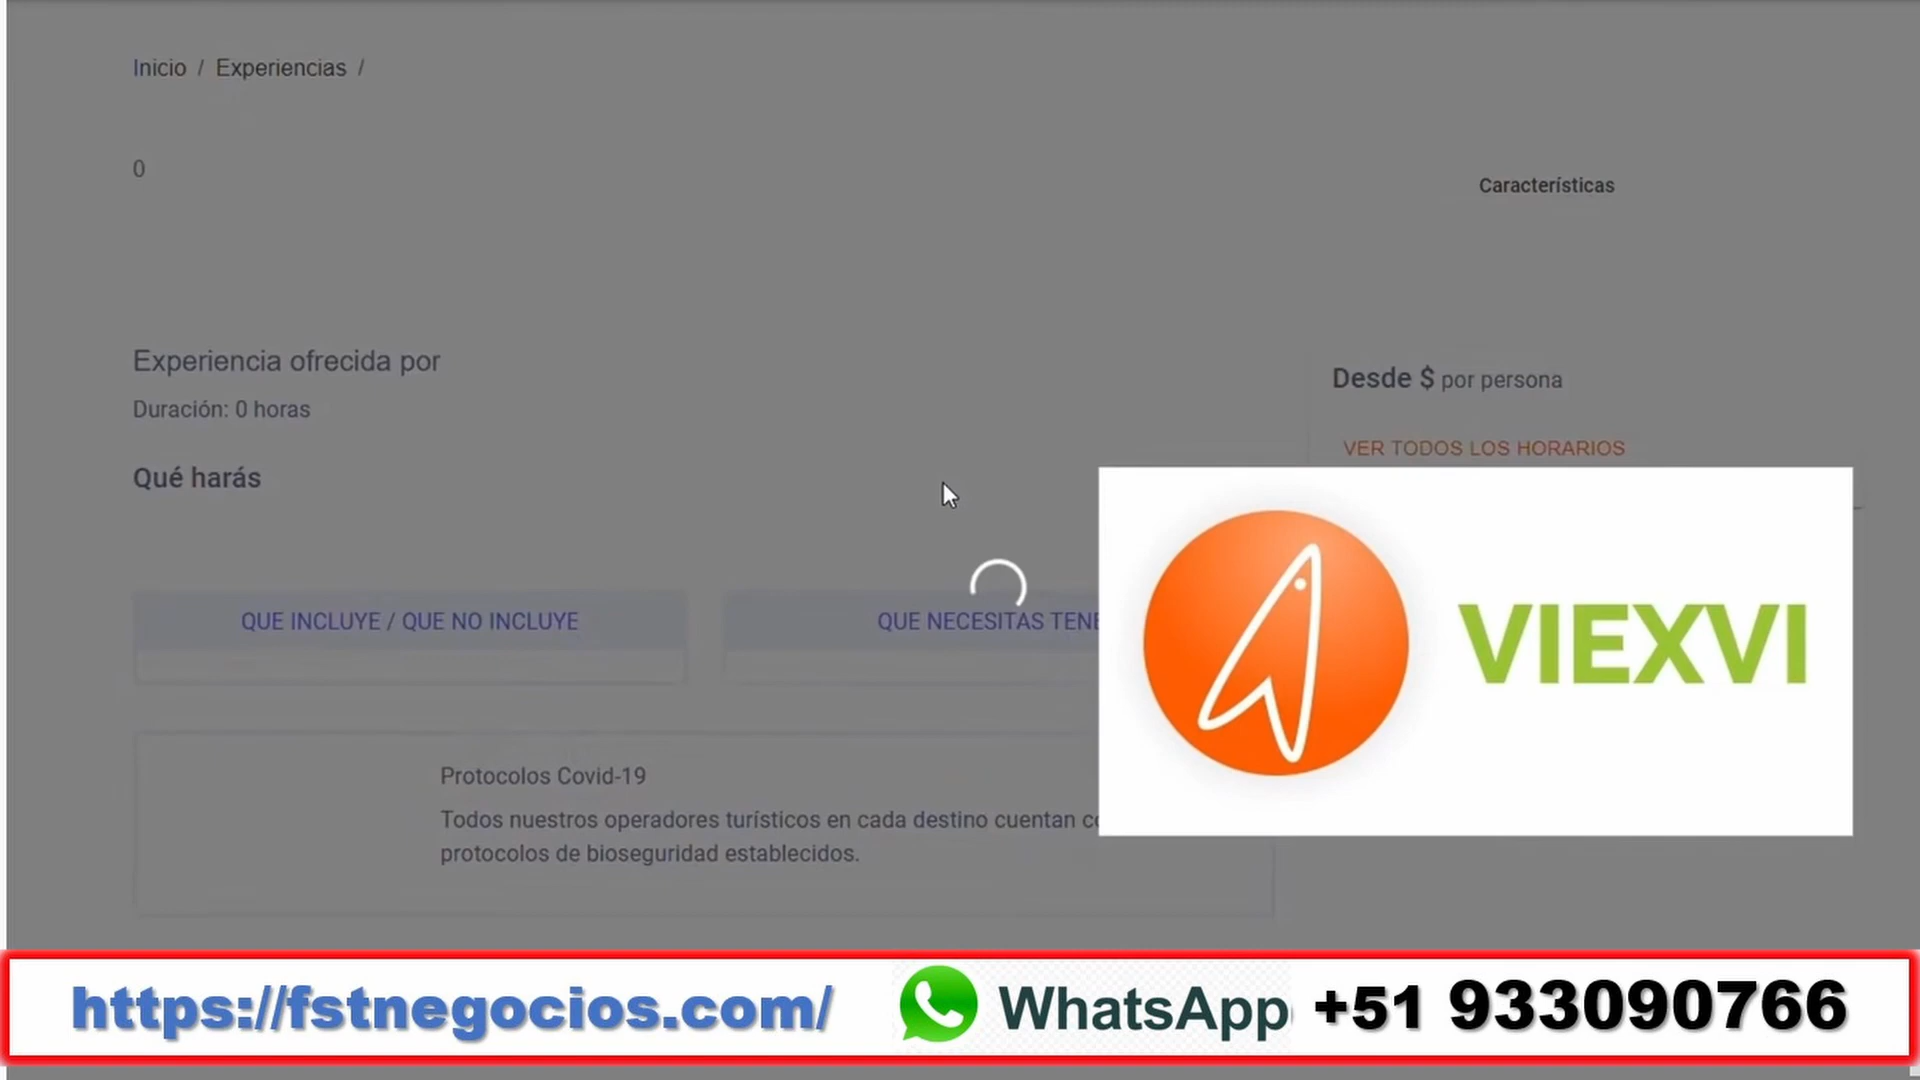 Inicio / Experiencias /
0
Características
Experiencia ofrecida por
Duración: 0 horas
Desde $ por persona
VER TODOS LOS HORARIOS
Qué harás
QUE INCLUYE / QUE NO INCLUYE
QUE NECESITAS TENE
VIEXVI
Protocolos Covid-19
Todos nuestros operadores turísticos en cada destino cuentan c
protocolos de bioseguridad establecidos.
https://fstnegocios.com/ WhatsApp +51 933090766